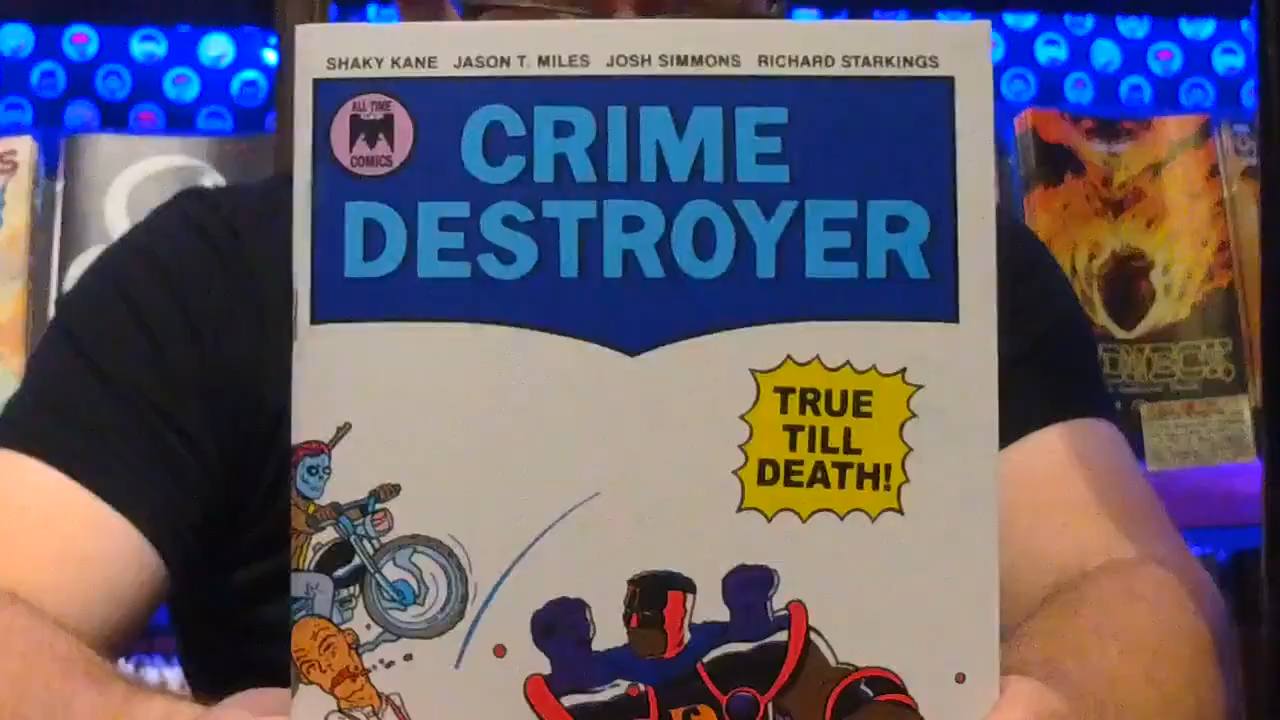 SHAKY KANE JASON T. MILES JOSH SIMMONS RICHARD STARKINGS
ALL TIME
COMICS
CRIME
DESTROYER
TRUE
TILL
DEATH!